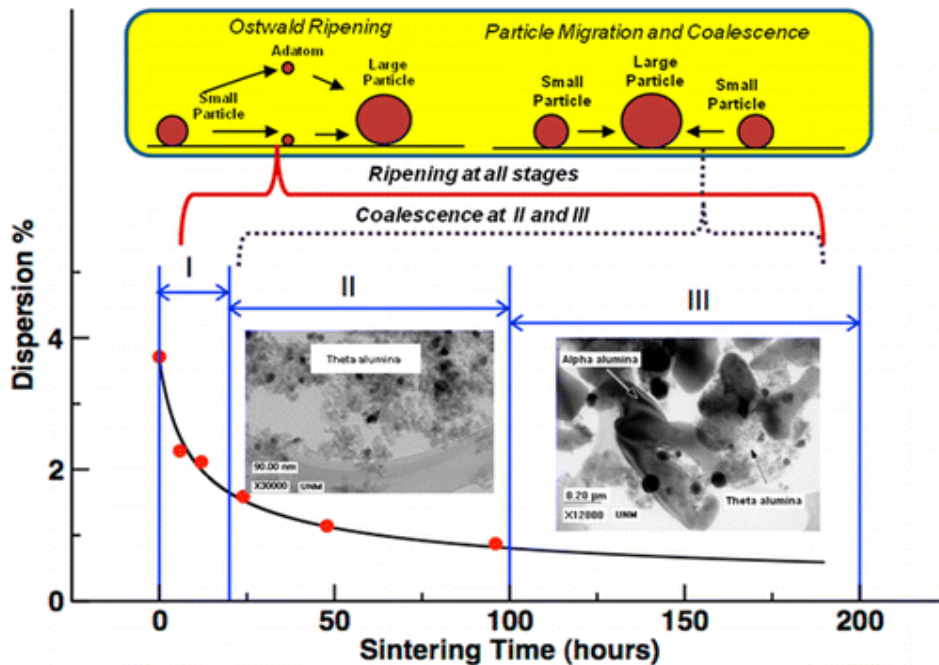 Ostwald Ripening
Particle Migration and Coalescence
Adatom
Small
Particle
Large
Particle
Small
Particle
Large
Particle
Small
Particle
Ripening at all stages
Coalescence at II and III
I
II
III
Dispersion %
4
2
0
Theta alumina
90.00 nm
X30000 UNM
Alpha alumina
Theta alumina
0.20 µm
X12000 UNM
0
50
100
150
200
Sintering Time (hours)